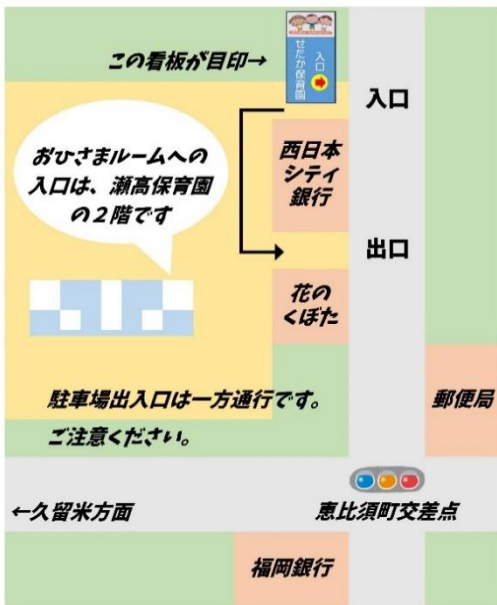 この看板が目印→
せたか保育園
入口
入口
おひさまルームへの
入口は、瀬高保育園
の2階です
西日本
シティ
銀行
出口
花の
くぼた
駐車場出入口は一方通行です。
ご注意ください。
郵便局
←久留米方面
恵比須町交差点
福岡銀行